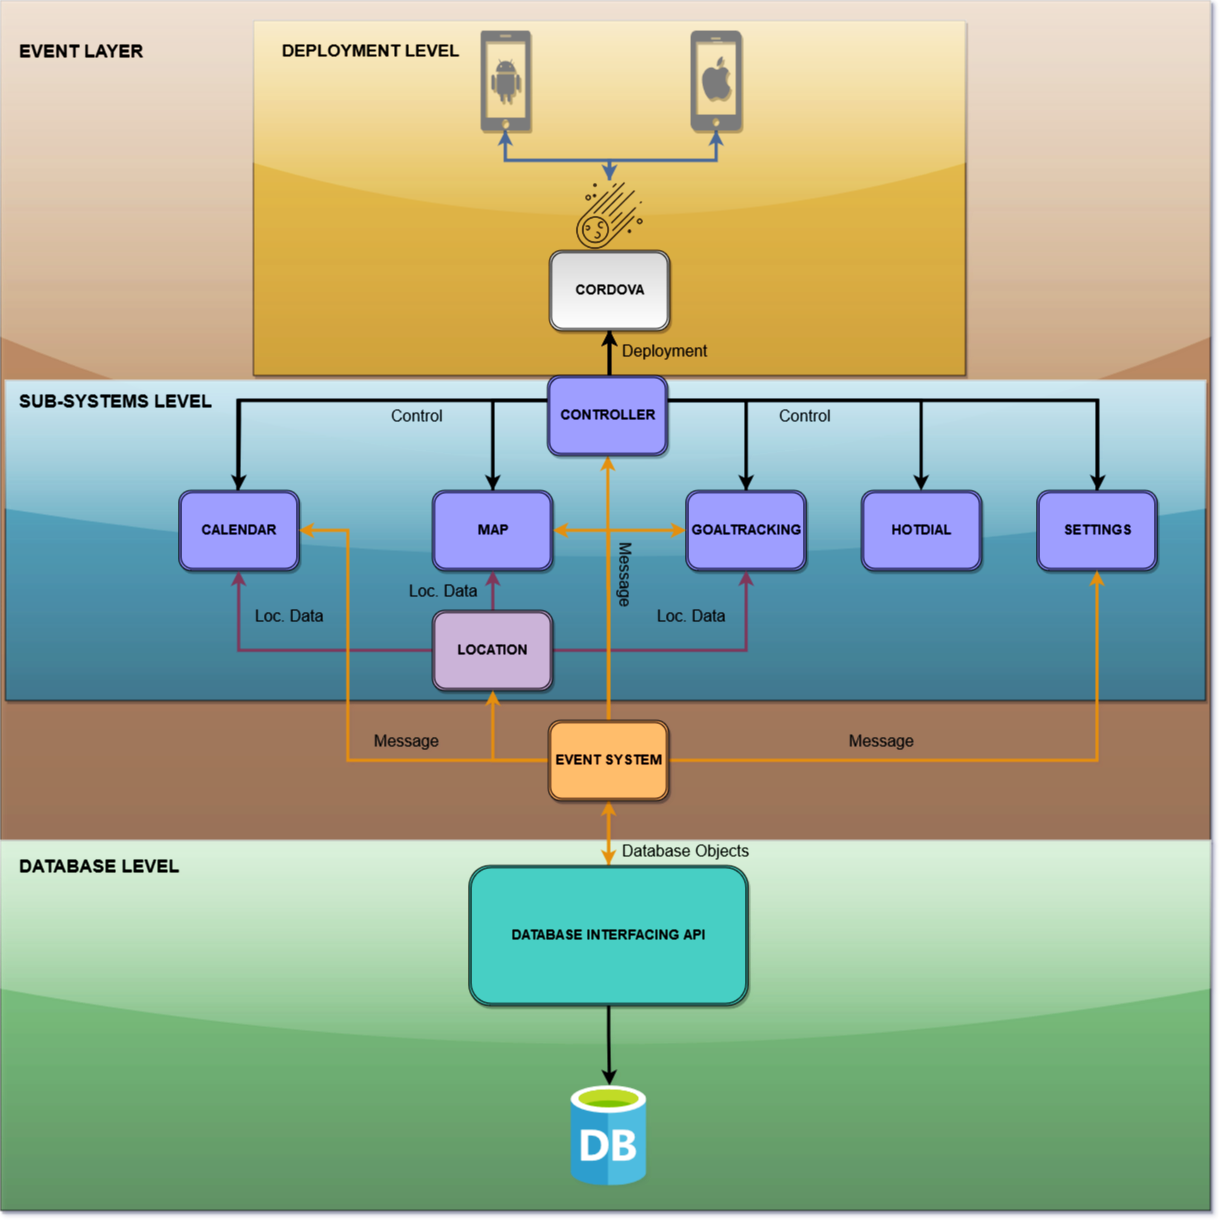 EVENT LAYER
DEPLOYMENT LEVEL
CORDOVA
Deployment
SUB-SYSTEMS LEVEL
CONTROLLER
Control
Control
CALENDAR
MAP
GOALTRACKING
HOTDIAL
SETTINGS
Message
Loc. Data
Loc. Data
Loc. Data
LOCATION
Message
EVENT SYSTEM
Message
Database Objects
DATABASE LEVEL
DATABASE INTERFACING API
DB